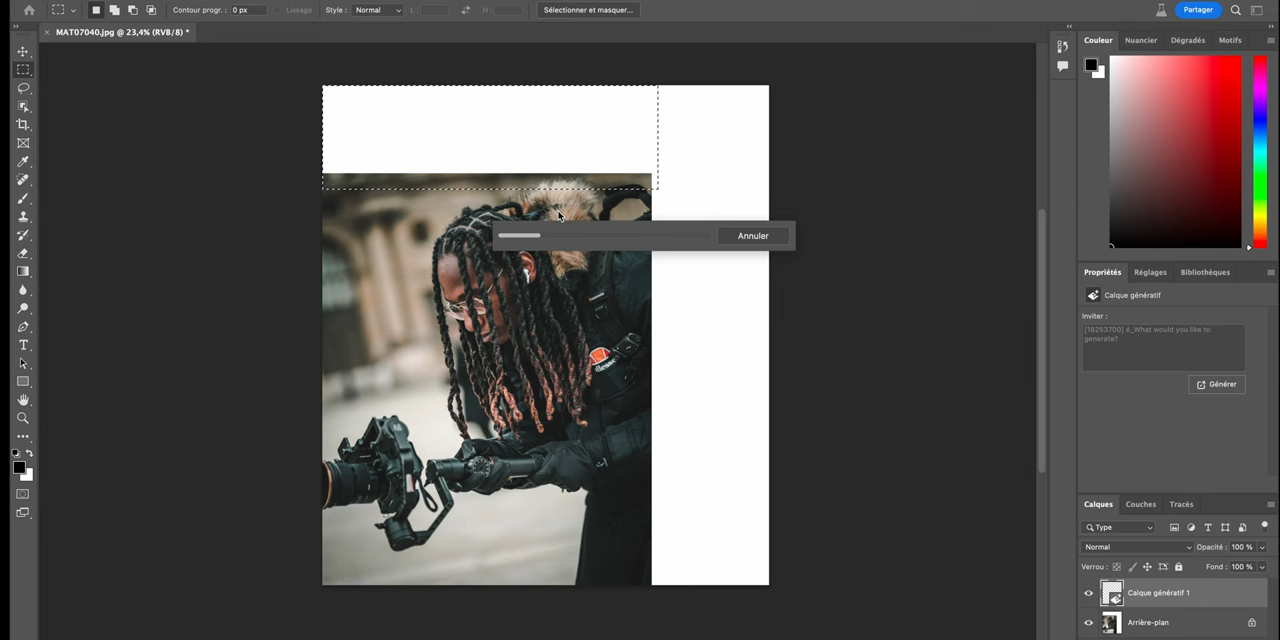 Contour progr. : 0 px
Lissage
Style : Normal
L :
H :
Sélectionner et masquer...
Partager
× MAT07040.jpg @ 23,4% (RVB/8) *
Couleur
Nuancier
Dégradés
Motifs
Annuler
ellesse
Propriétés
Réglages
Bibliothèques
Calque génératif
Inviter :
[18253700] é_What would you like to
generate?
Générer
Calques
Couches
Tracés
Type
Normal
Opacité : 100 %
Verrou :
Fond : 100 %
Calque génératif 1
Arrière-plan